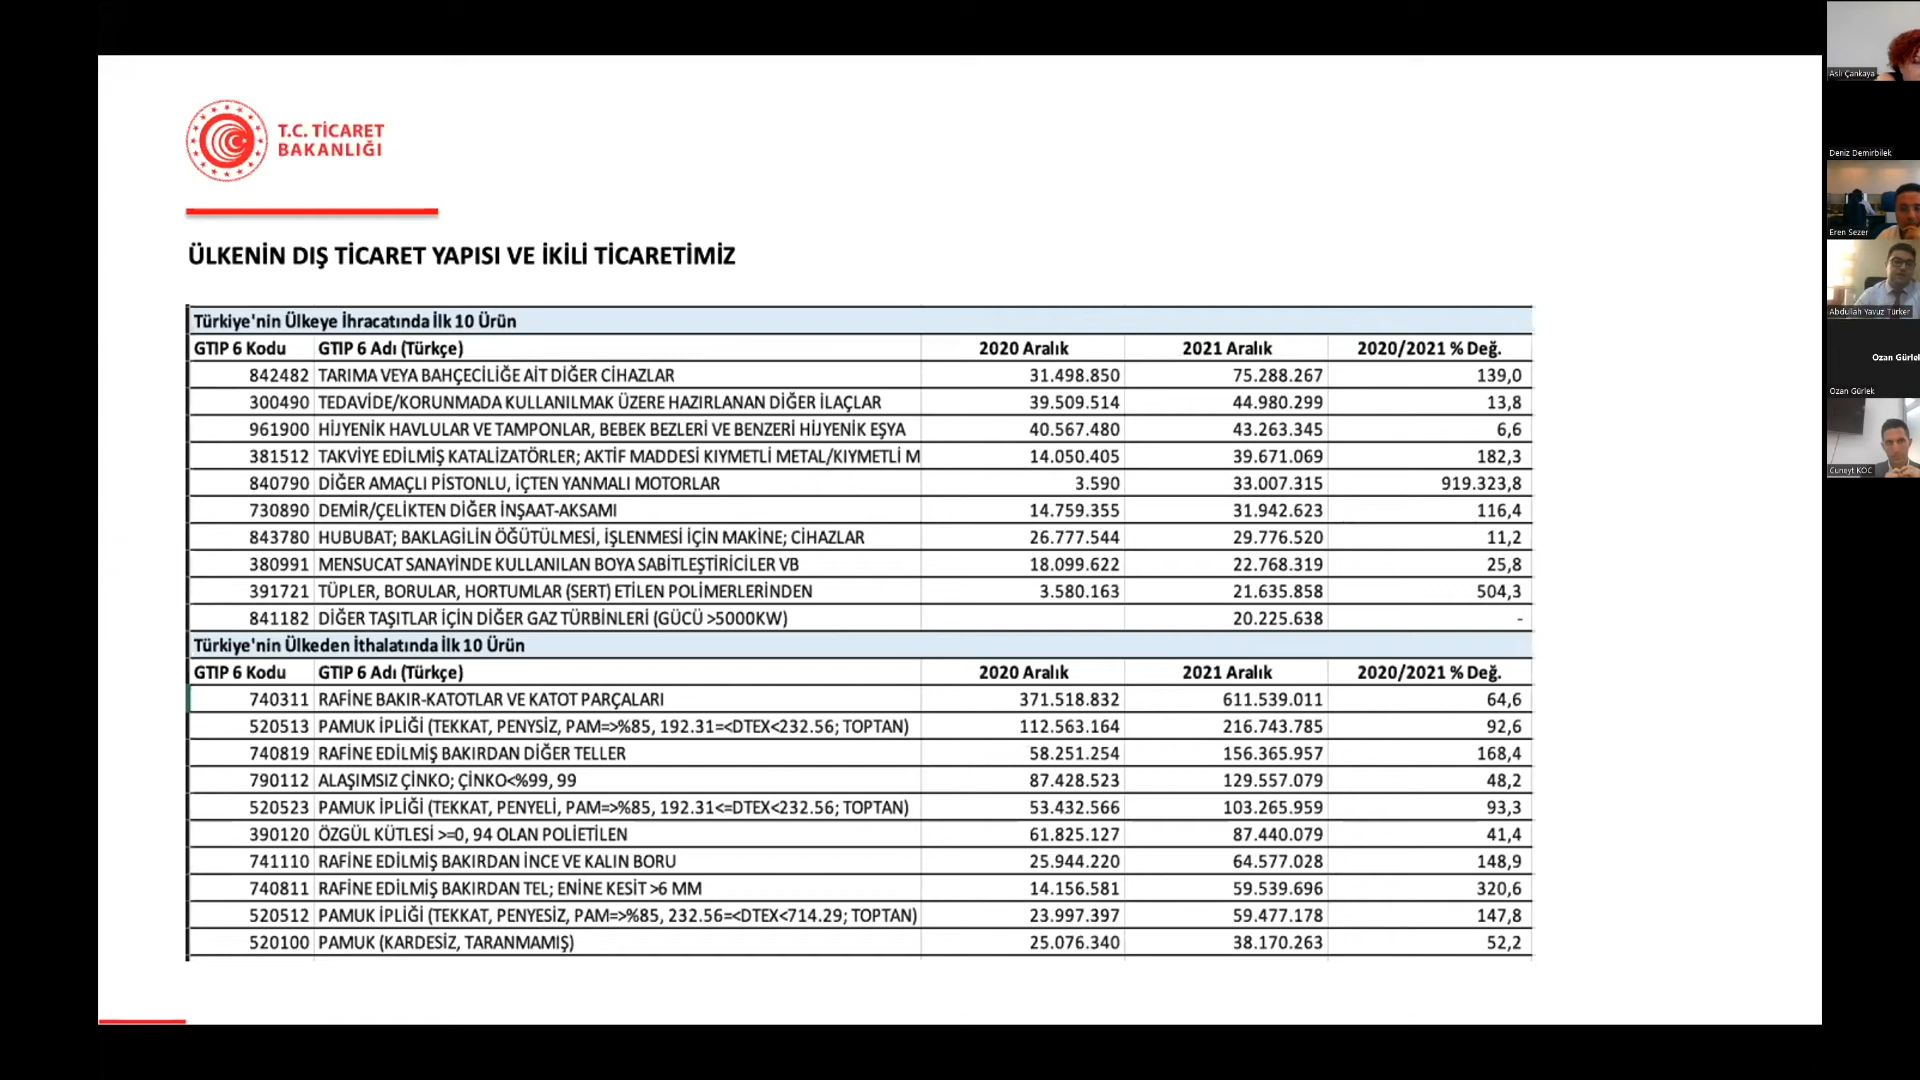 T.C. TİCARET
BAKANLIĞI
ÜLKENİN DIŞ TİCARET YAPISI VE İKİLİ TİCARETİMİZ
Türkiye'nin Ülkeye İhracatında İlk 10 Ürün
GTIP 6 Kodu GTIP 6 Adı (Türkçe) 2020 Aralık 2021 Aralık 2020/2021 % Değ.
842482 TARIMA VEYA BAHÇECİLİĞE AİT DİĞER CİHAZLAR 31.498.850 75.288.267 139,0
300490 TEDAVİDE/KORUNMADA KULLANILMAK ÜZERE HAZIRLANAN DİĞER İLAÇLAR 39.509.514 44.980.299 13,8
961900 HİJYENİK HAVLULAR VE TAMPONLAR, BEBEK BEZLERİ VE BENZERİ HİJYENİK EŞYA 40.567.480 43.263.345 6,6
381512 TAKVİYE EDİLMİŞ KATALİZATÖRLER; AKTİF MADDESİ KIYMETLİ METAL/KIYMETLİ M 14.050.405 39.671.069 182,3
840790 DİĞER AMAÇLI PİSTONLU, İÇTEN YANMALI MOTORLAR 3.590 33.007.315 919.323,8
730890 DEMİR/ÇELİKTEN DİĞER İNŞAAT-AKSAMI 14.759.355 31.942.623 116,4
843780 HUBUBAT; BAKLAGİLİN ÖĞÜTÜLMESİ, İŞLENMESİ İÇİN MAKİNE; CİHAZLAR 26.777.544 29.776.520 11,2
380991 MENSUCAT SANAYİNDE KULLANILAN BOYA SABİTLEŞTİRİCİLER VB 18.099.622 22.768.319 25,8
391721 TÜPLER, BORULAR, HORTUMLAR (SERT) ETİLEN POLİMERLERİNDEN 3.580.163 21.635.858 504,3
841182 DİĞER TAŞITLAR İÇİN DİĞER GAZ TÜRBİNLERİ (GÜCÜ >5000KW) 20.225.638 -
Türkiye'nin Ülkeden İthalatında İlk 10 Ürün
GTIP 6 Kodu GTIP 6 Adı (Türkçe) 2020 Aralık 2021 Aralık 2020/2021 % Değ.
740311 RAFİNE BAKIR-KATOTLAR VE KATOT PARÇALARI 371.518.832 611.539.011 64,6
520513 PAMUK İPLİĞİ (TEKKAT, PENYSİZ, PAM=>%85, 192.31=<DTEX<232.56; TOPTAN) 112.563.164 216.743.785 92,6
740819 RAFİNE EDİLMİŞ BAKIRDAN DİĞER TELLER 58.251.254 156.365.957 168,4
790112 ALAŞIMSIZ ÇİNKO; ÇİNKO<%99, 99 87.428.523 129.557.079 48,2
520523 PAMUK İPLİĞİ (TEKKAT, PENYELİ, PAM=>%85, 192.31<=DTEX<232.56; TOPTAN) 53.432.566 103.265.959 93,3
390120 ÖZGÜL KÜTLESİ >=0, 94 OLAN POLİETİLEN 61.825.127 87.440.079 41,4
741110 RAFİNE EDİLMİŞ BAKIRDAN İNCE VE KALIN BORU 25.944.220 64.577.028 148,9
740811 RAFİNE EDİLMİŞ BAKIRDAN TEL; ENİNE KESİT >6 MM 14.156.581 59.539.696 320,6
520512 PAMUK İPLİĞİ (TEKKAT, PENYESİZ, PAM=>%85, 232.56=<DTEX<714.29; TOPTAN) 23.997.397 59.477.178 147,8
520100 PAMUK (KARDESİZ, TARANMAMIŞ) 25.076.340 38.170.263 52,2
Aslı Çankaya
Deniz Demirbilek
Eren Sezer
Abdullah Yavuz Türker
Ozan Gürlek
Ozan Gürlek
Cuneyt KOC